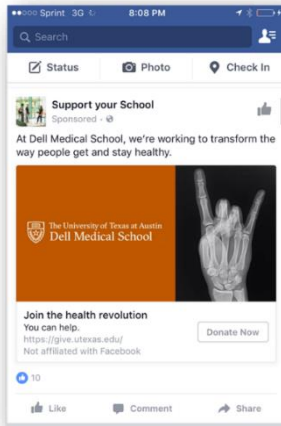 Sprint 3G 8:08 PM
Search
Status Photo Check In
Support your School
Sponsored ·
At Dell Medical School, we're working to transform the
way people get and stay healthy.
The University of Texas at Austin
Dell Medical School
Join the health revolution
You can help.
https://give.utexas.edu/
Not affiliated with Facebook
Donate Now
10
Like Comment Share